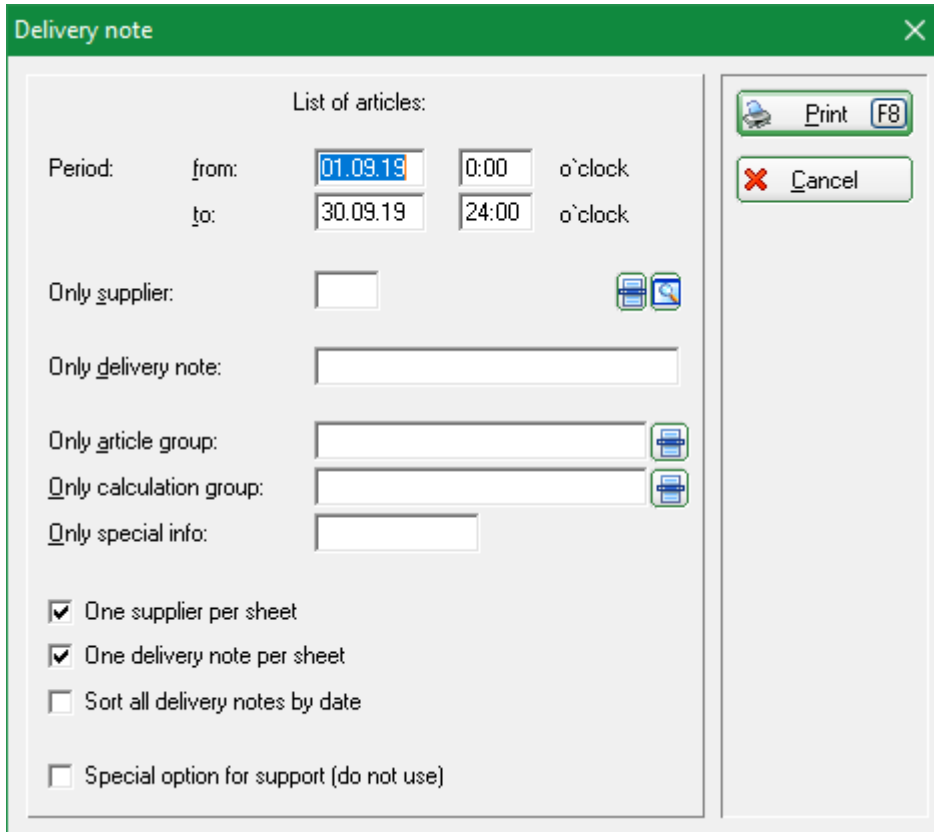 Delivery note
List of articles:
Period: from: 01.09.19 0:00 o`clock
to: 30.09.19 24:00 o`clock
Only supplier:
Only delivery note:
Only article group:
Only calculation group:
Only special info:
One supplier per sheet
One delivery note per sheet
Sort all delivery notes by date
Special option for support (do not use)
Print F8
Cancel